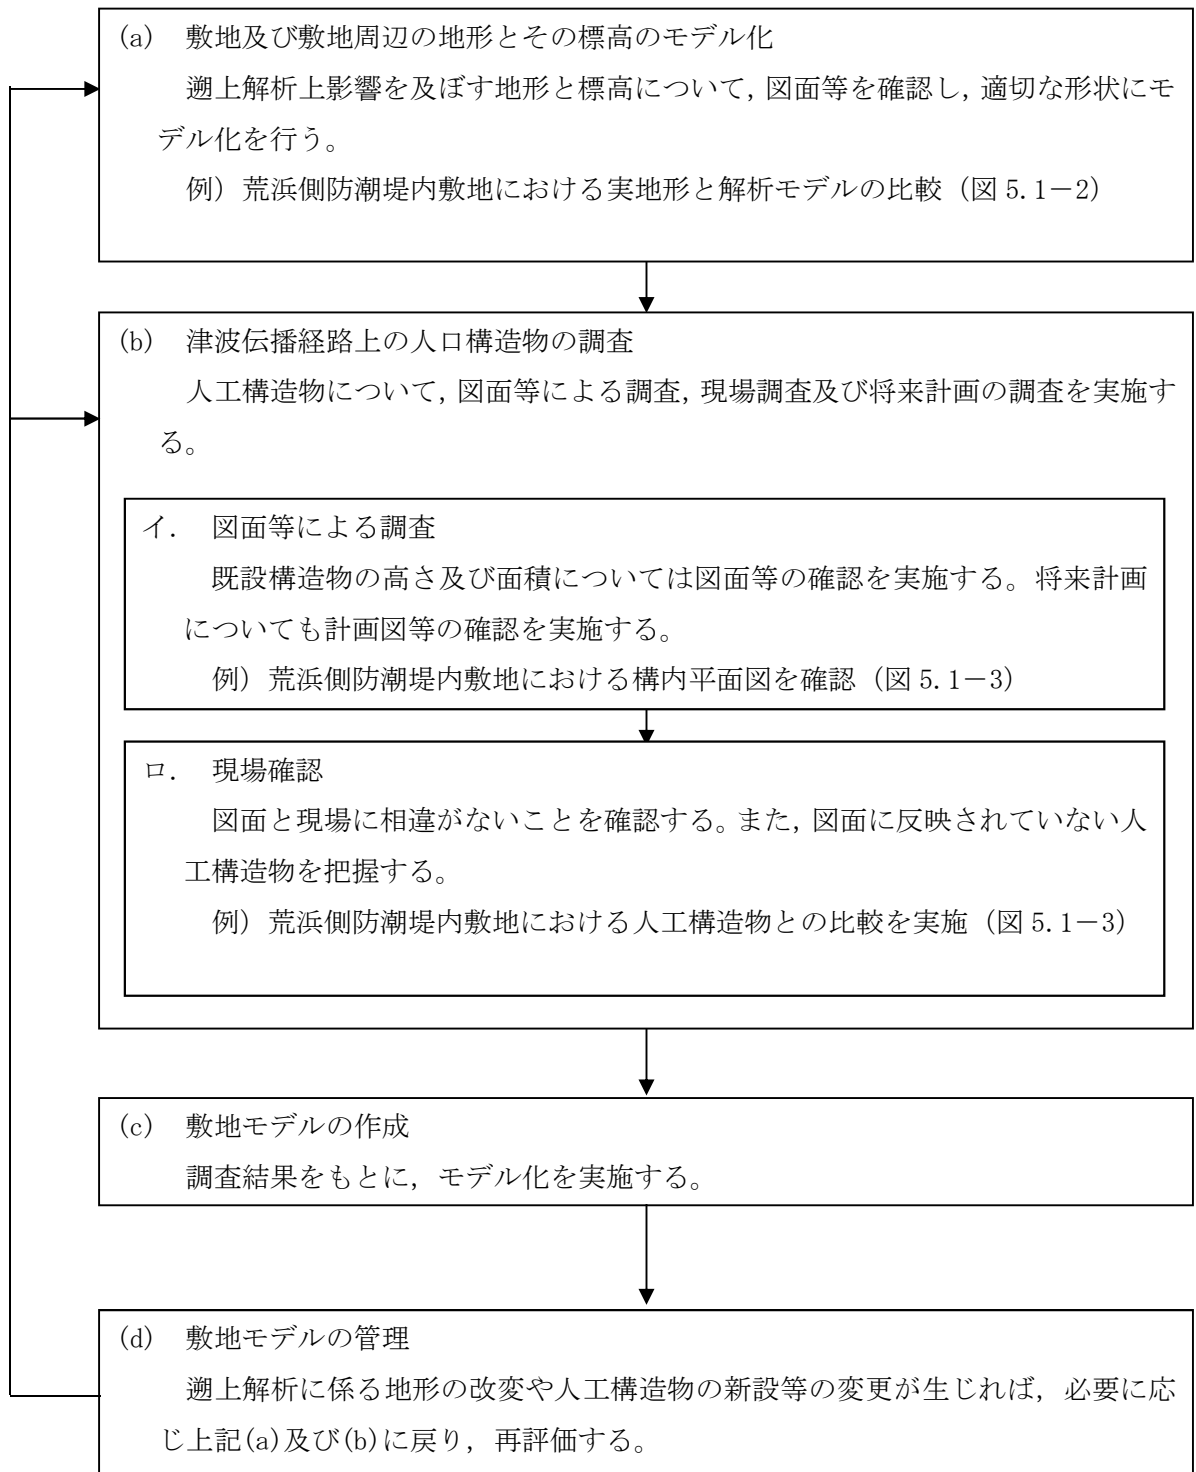 (a) 敷地及び敷地周辺の地形とその標高のモデル化
遡上解析上影響を及ぼす地形と標高について，図面等を確認し，適切な形状にモ
デル化を行う。
例）荒浜側防潮堤内敷地における実地形と解析モデルの比較（図 5.1－2）
(b) 津波伝播経路上の人口構造物の調査
人工構造物について，図面等による調査，現場調査及び将来計画の調査を実施す
る。
イ． 図面等による調査
既設構造物の高さ及び面積については図面等の確認を実施する。将来計画
についても計画図等の確認を実施する。
例）荒浜側防潮堤内敷地における構内平面図を確認（図 5.1－3）
ロ． 現場確認
図面と現場に相違がないことを確認する。また，図面に反映されていない人
工構造物を把握する。
例）荒浜側防潮堤内敷地における人工構造物との比較を実施（図 5.1－3）
(c) 敷地モデルの作成
調査結果をもとに，モデル化を実施する。
(d) 敷地モデルの管理
遡上解析に係る地形の改変や人工構造物の新設等の変更が生じれば，必要に応
じ上記(a)及び(b)に戻り，再評価する。